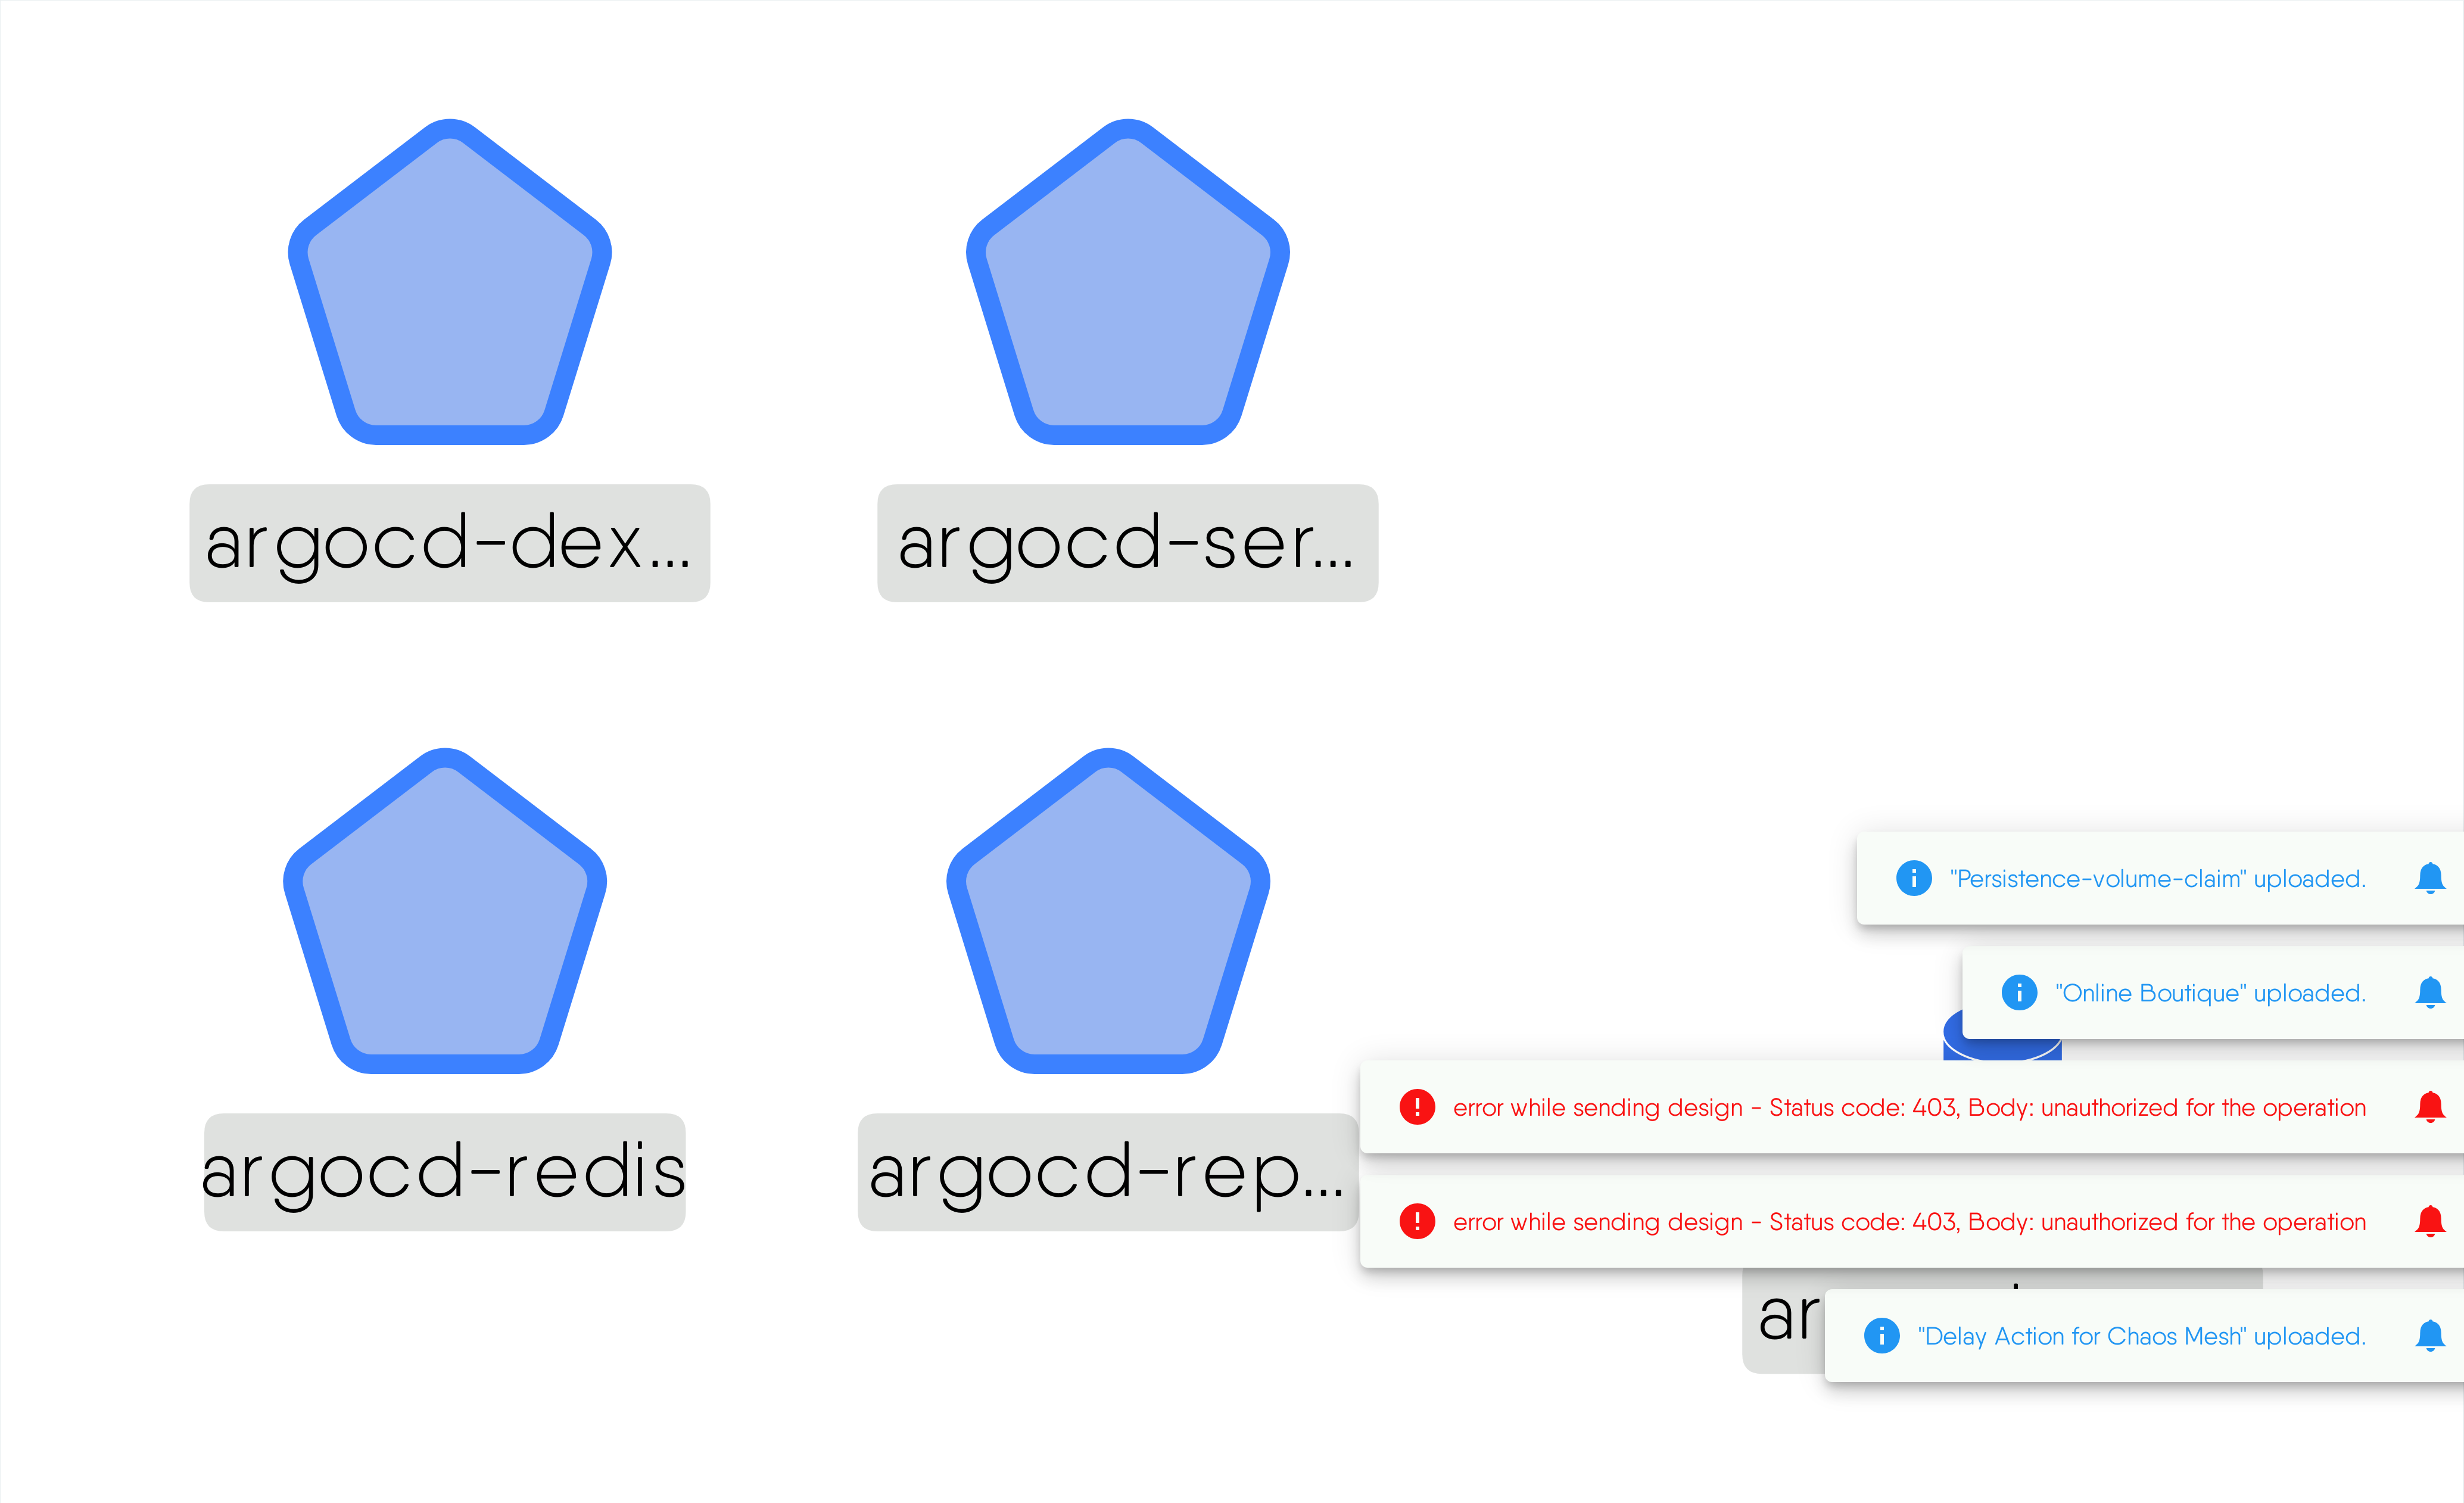 argocd-dex...
argocd-ser...
argocd-redis
argocd-rep...
"Persistence-volume-claim" uploaded.
"Online Boutique" uploaded.
error while sending design - Status code: 403, Body: unauthorized for the operation
error while sending design - Status code: 403, Body: unauthorized for the operation
"Delay Action for Chaos Mesh" uploaded.